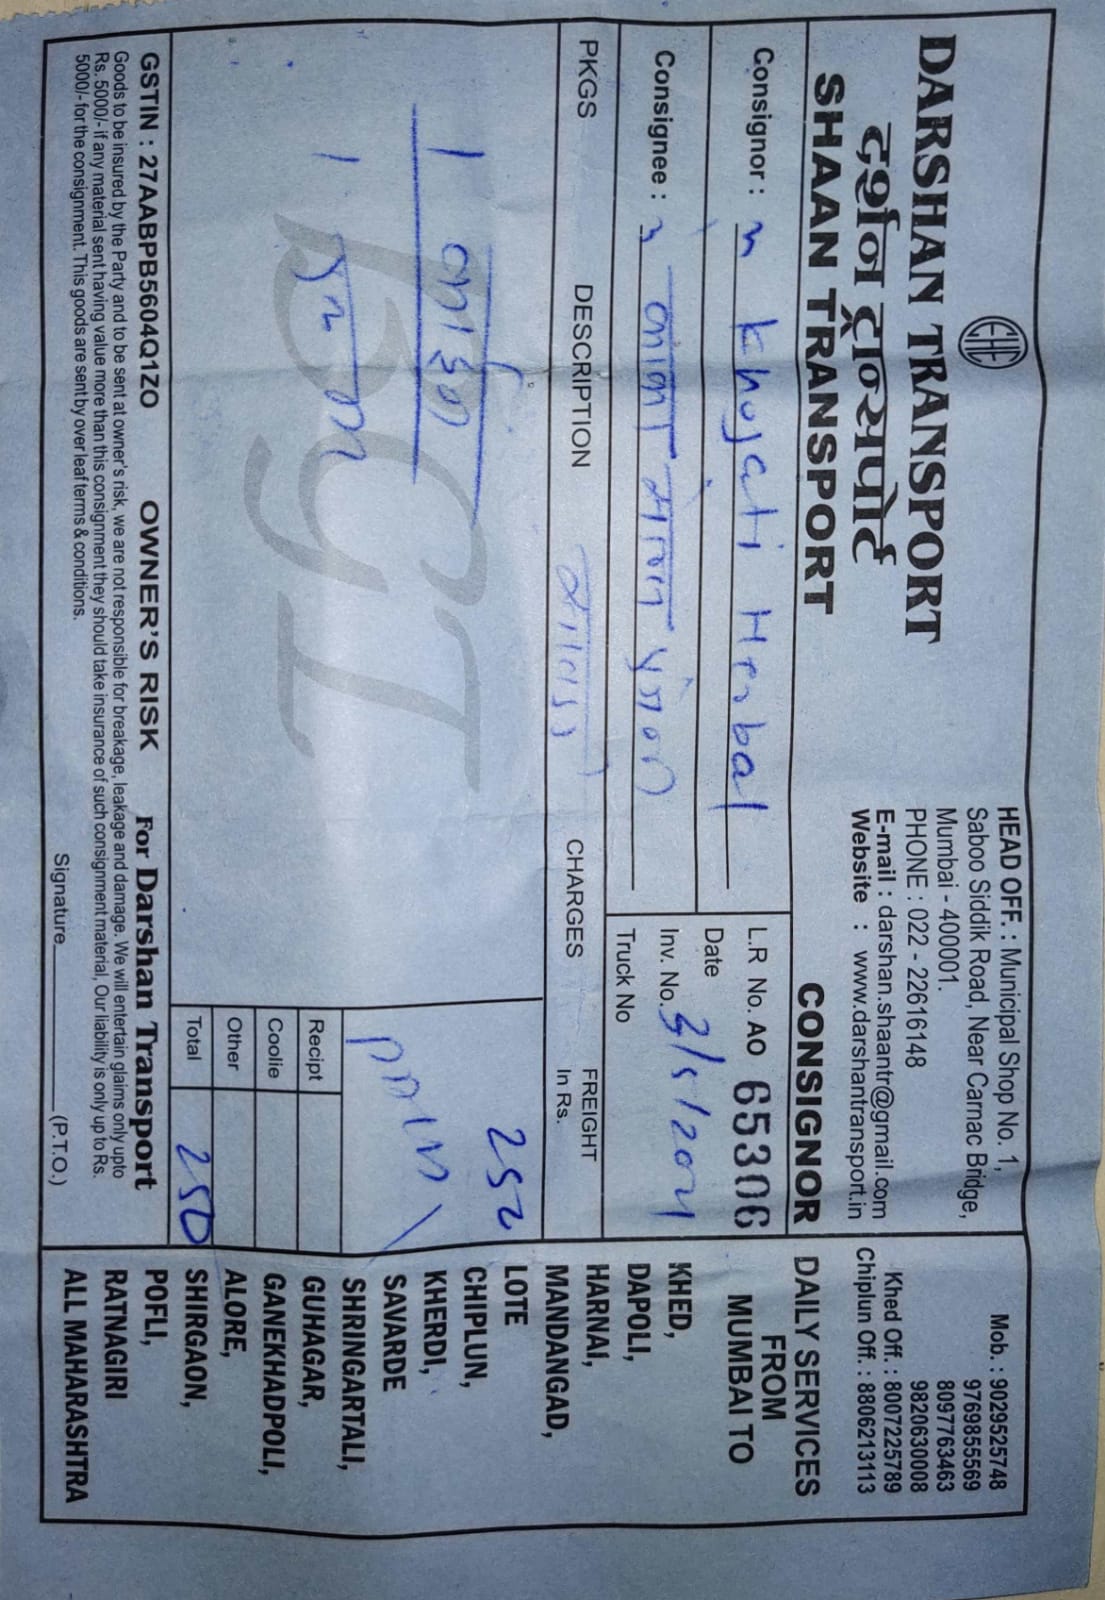 CHC
DARSHAN TRANSPORT
दर्शन ट्रान्सपोर्ट
SHAAN TRANSPORT
HEAD OFF. : Municipal Shop No. 1,
Saboo Siddik Road, Near Carnac Bridge,
Mumbai - 400001.
PHONE : 022 - 22616148
E-mail : darshan.shaantr@gmail.com
Website : www.darshantransport.in
Mob. : 9029525748
9769855569
8097763463
9820630008
Khed Off. : 8007225789
Chiplun Off. : 8806213113
CONSIGNOR
Consignor : Khojati Herbal
Consignee :
L.R No. AO 65306
Date
Inv. No.
Truck No
PKGS DESCRIPTION CHARGES FREIGHT In Rs.
BGT
1
1
Recipt
Coolie
Other
Total 250
DAILY SERVICES
FROM
MUMBAI TO
KHED,
DAPOLI,
HARNAI,
MANDANGAD,
LOTE
CHIPLUN,
KHERDI,
SAVARDE
SHRINGARTALI,
GUHAGAR,
GANEKHADPOLI,
ALORE,
SHIRGAON,
POFLI,
RATNAGIRI
ALL MAHARASHTRA
GSTIN : 27AABPB5604Q1ZO OWNER'S RISK For Darshan Transport
Goods to be insured by the Party and to be sent at owner's risk, we are not responsible for breakage, leakage and damage. We will entertain glaims only upto
Rs. 5000/- if any material sent having value more than this consignment they should take insurance of such consignment material, Our liability is only up to Rs.
5000/- for the consignment. This goods are sent by over leaf terms & conditions.
Signature (P.T.O.)